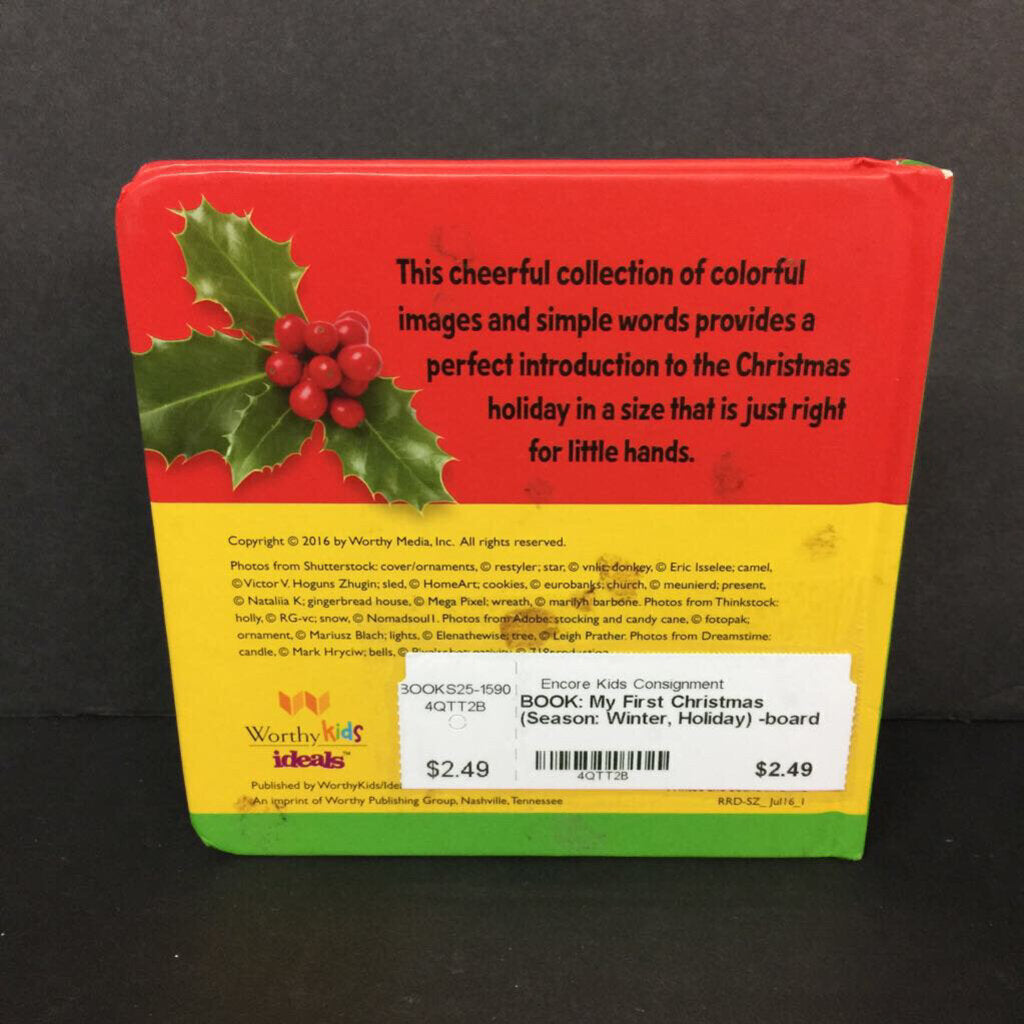 This cheerful collection of colorful
images and simple words provides a
perfect introduction to the Christmas
holiday in a size that is just right
for little hands.
Copyright © 2016 by Worthy Media, Inc. All rights reserved.
Photos from Shutterstock: cover/ornaments, © restyler; star, © vnlit; donkey, © Eric Isselee; camel,
© Victor V. Hoguns Zhugin; sled, © HomeArt; cookies, © eurobanks; church, © meunierd; present,
© Nataliia K; gingerbread house, © Mega Pixel; wreath, © marilyn barbone. Photos from Thinkstock:
holly, © RG-vc; snow, © Nomadsoul1. Photos from Adobe: stocking and candy cane, © fotopak;
ornament, © Mariusz Blach; lights, © Elenathewise; tree, © Leigh Prather. Photos from Dreamstime:
candle, © Mark Hryciw; bells, ©
Worthy kids
ideals™
Published by WorthyKids/Ide
An imprint of Worthy Publishing Group, Nashville, Tennessee
RRD-SZ_ Jul16_1
BOOKS25-1590
4QTT2B
$2.49
Encore Kids Consignment
BOOK: My First Christmas
(Season: Winter, Holiday) -board
4QTT2B
$2.49